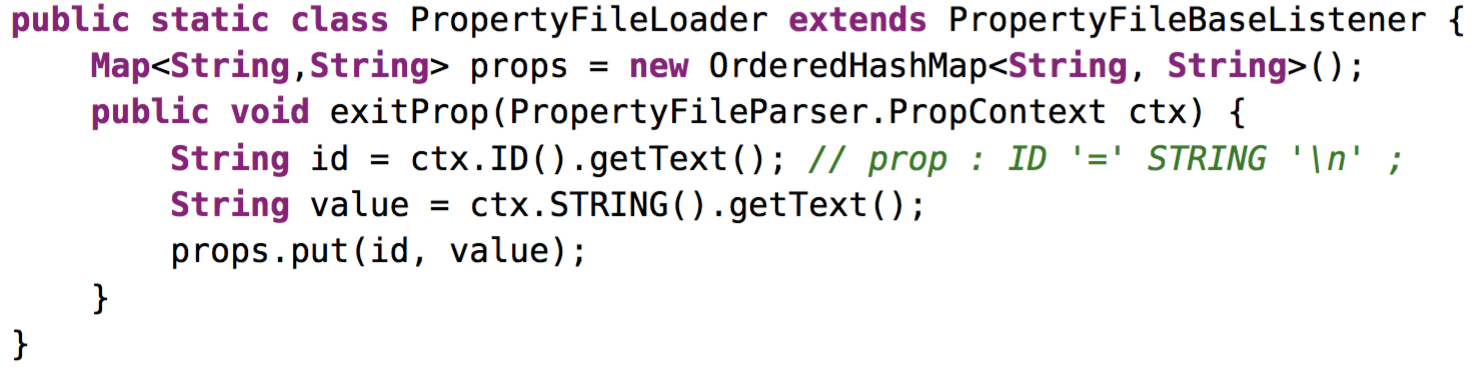 public static class PropertyFileLoader extends PropertyFileBaseListener {
    Map<String,String> props = new OrderedHashMap<String, String>();
    public void exitProp(PropertyFileParser.PropContext ctx) {
        String id = ctx.ID().getText(); // prop : ID '=' STRING '\n' ;
        String value = ctx.STRING().getText();
        props.put(id, value);
    }
}